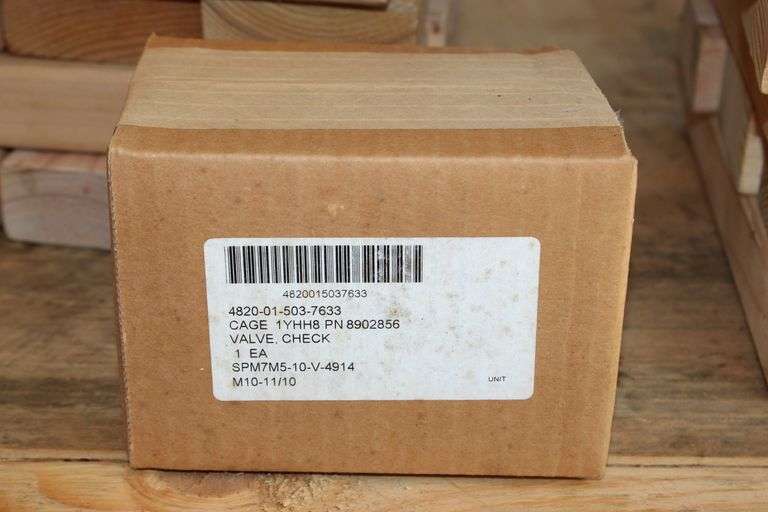 4820015037633
4820-01-503-7633
CAGE 1YHH8 PN 8902856
VALVE, CHECK
1 EA
SPM7M5-10-V-4914
M10-11/10
UNIT